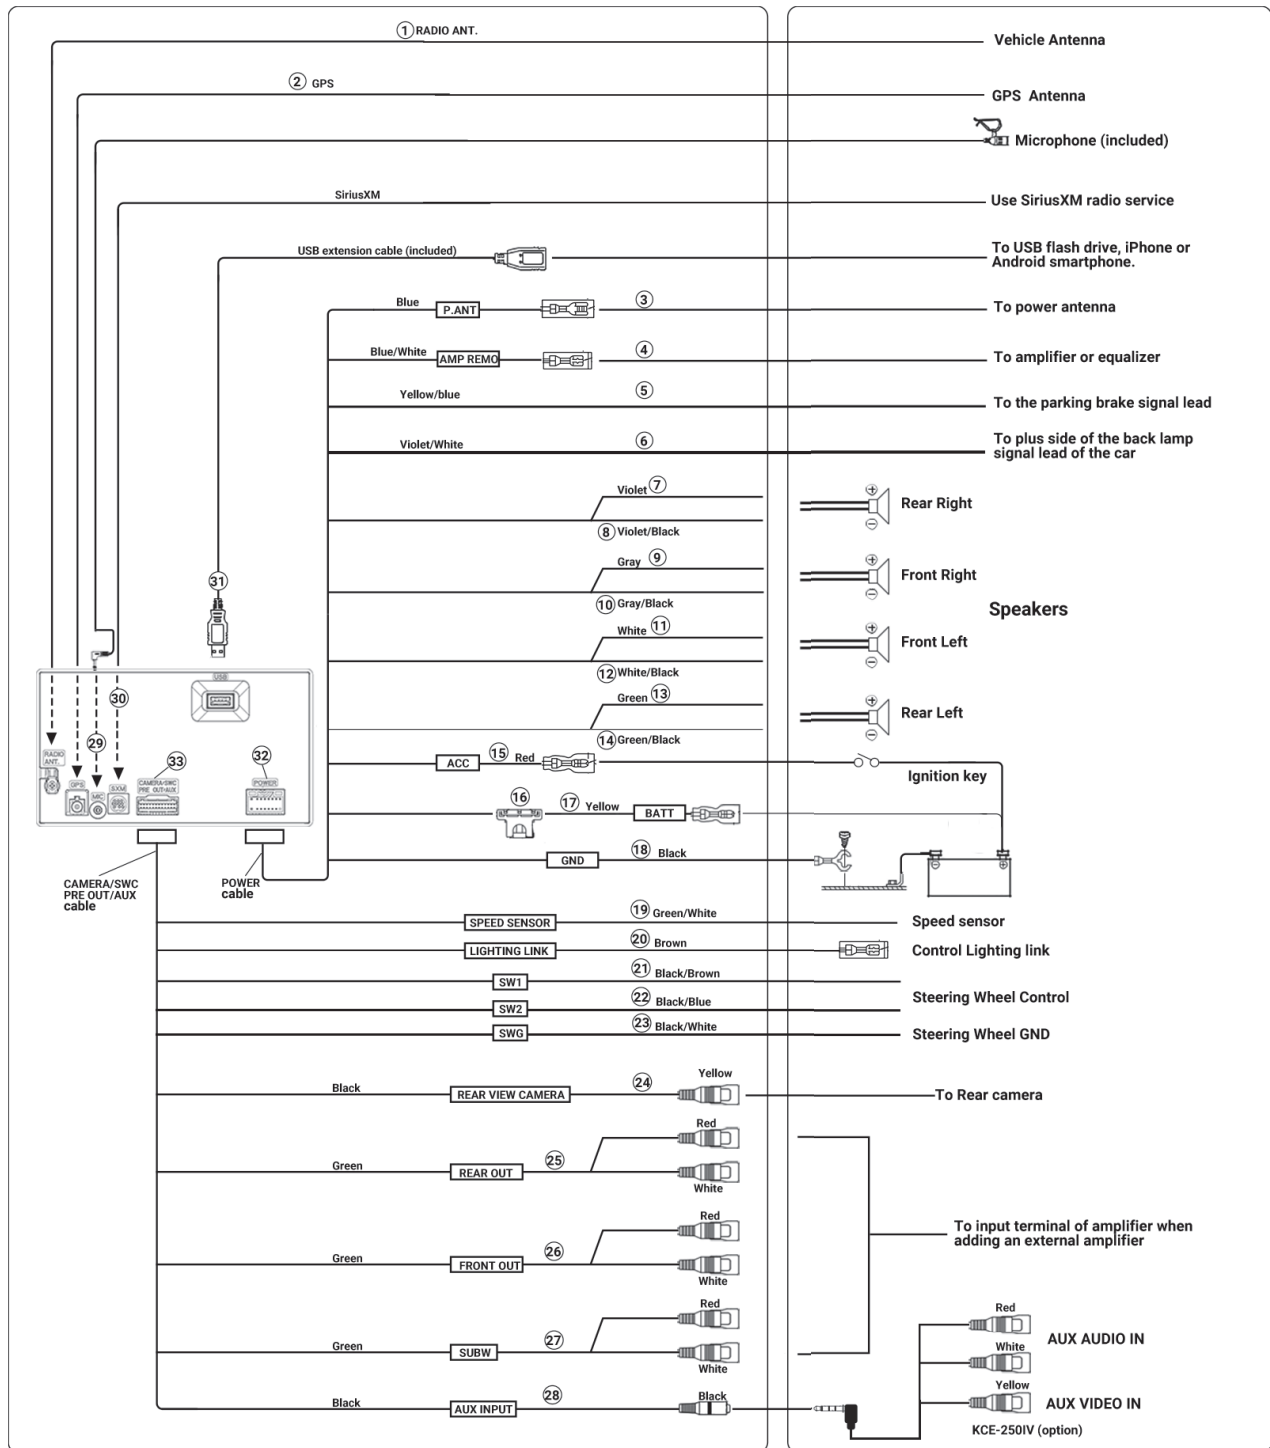 ① RADIO ANT.
Vehicle Antenna
② GPS
GPS Antenna
Microphone (included)
SiriusXM
Use SiriusXM radio service
USB extension cable (included)
To USB flash drive, iPhone or
Android smartphone.
Blue
P.ANT
③
To power antenna
Blue/White
AMP REMO
④
To amplifier or equalizer
Yellow/blue
⑤
To the parking brake signal lead
Violet/White
⑥
To plus side of the back lamp
signal lead of the car
Violet ⑦
⑧ Violet/Black
Rear Right
Gray ⑨
⑩ Gray/Black
Front Right
Speakers
White ⑪
⑫ White/Black
Front Left
Green ⑬
⑭ Green/Black
Rear Left
㉛
USB
㉚
㉙
㉝
㉜
RADIO
ANT.
GPS
MIC
SXM
CAMERA/SWC
PRE OUT·AUX
POWER
ACC
⑮ Red
Ignition key
⑯
⑰ Yellow
BATT
GND
⑱ Black
CAMERA/SWC
PRE OUT/AUX
cable
POWER
cable
SPEED SENSOR
⑲ Green/White
Speed sensor
LIGHTING LINK
⑳ Brown
Control Lighting link
SW1
㉑ Black/Brown
SW2
㉒ Black/Blue
Steering Wheel Control
SWG
㉓ Black/White
Steering Wheel GND
Black
REAR VIEW CAMERA
㉔
Yellow
To Rear camera
Green
REAR OUT
㉕
Red
White
Green
FRONT OUT
㉖
Red
White
To input terminal of amplifier when
adding an external amplifier
Green
SUBW
㉗
Red
White
Black
AUX INPUT
㉘
Black
Red
White
AUX AUDIO IN
Yellow
AUX VIDEO IN
KCE-250IV (option)